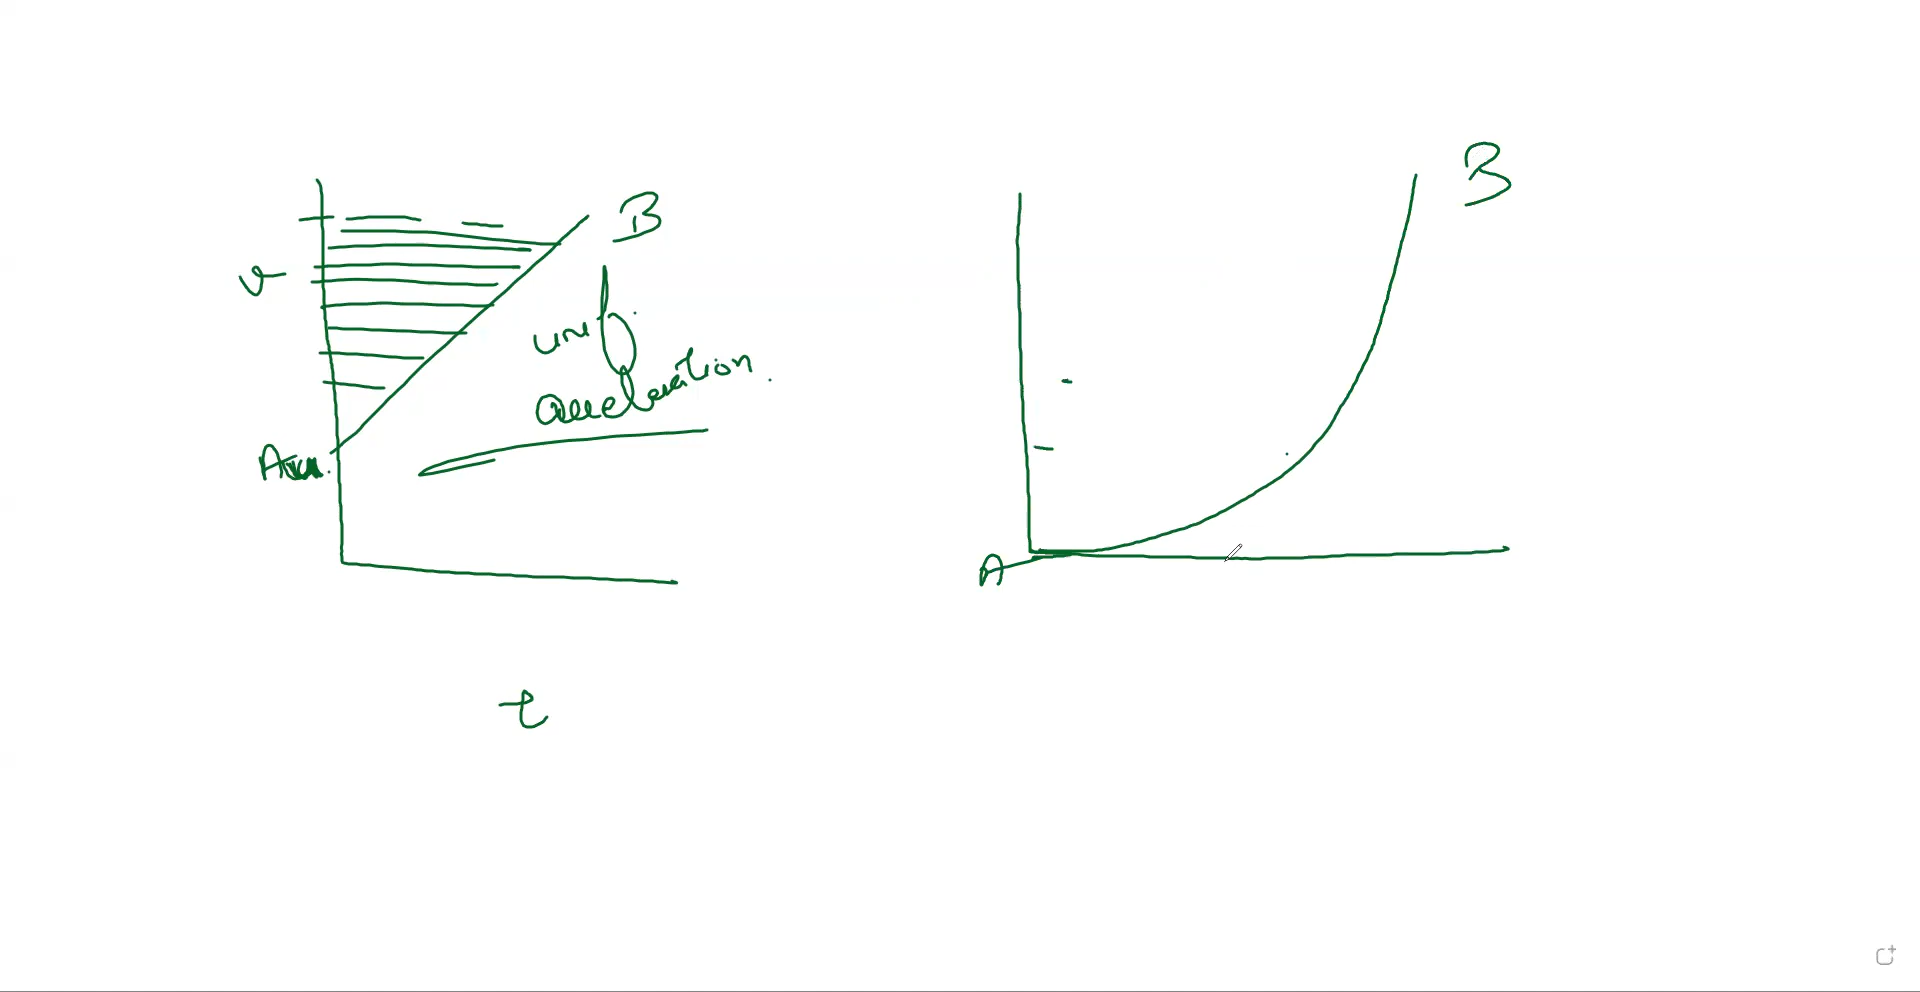 B
B
v
unif.
acceleration.
A
A
t